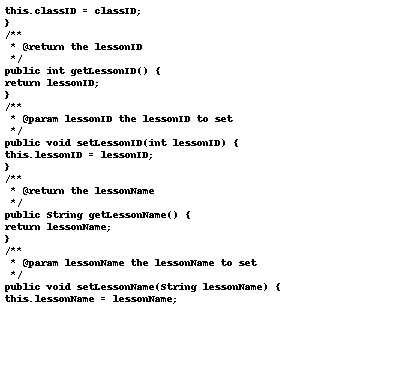 this.classID = classID;
}
/**
 * @return the lessonID
 */
public int getLessonID() {
return lessonID;
}
/**
 * @param lessonID the lessonID to set
 */
public void setLessonID(int lessonID) {
this.lessonID = lessonID;
}
/**
 * @return the lessonName
 */
public String getLessonName() {
return lessonName;
}
/**
 * @param lessonName the lessonName to set
 */
public void setLessonName(String lessonName) {
this.lessonName = lessonName;